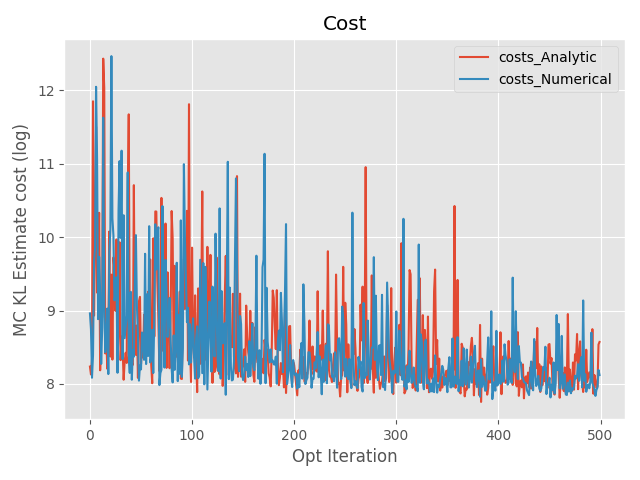 Cost
costs_Analytic
costs_Numerical
MC KL Estimate cost (log)
12
11
10
9
8
0
100
200
300
400
500
Opt Iteration